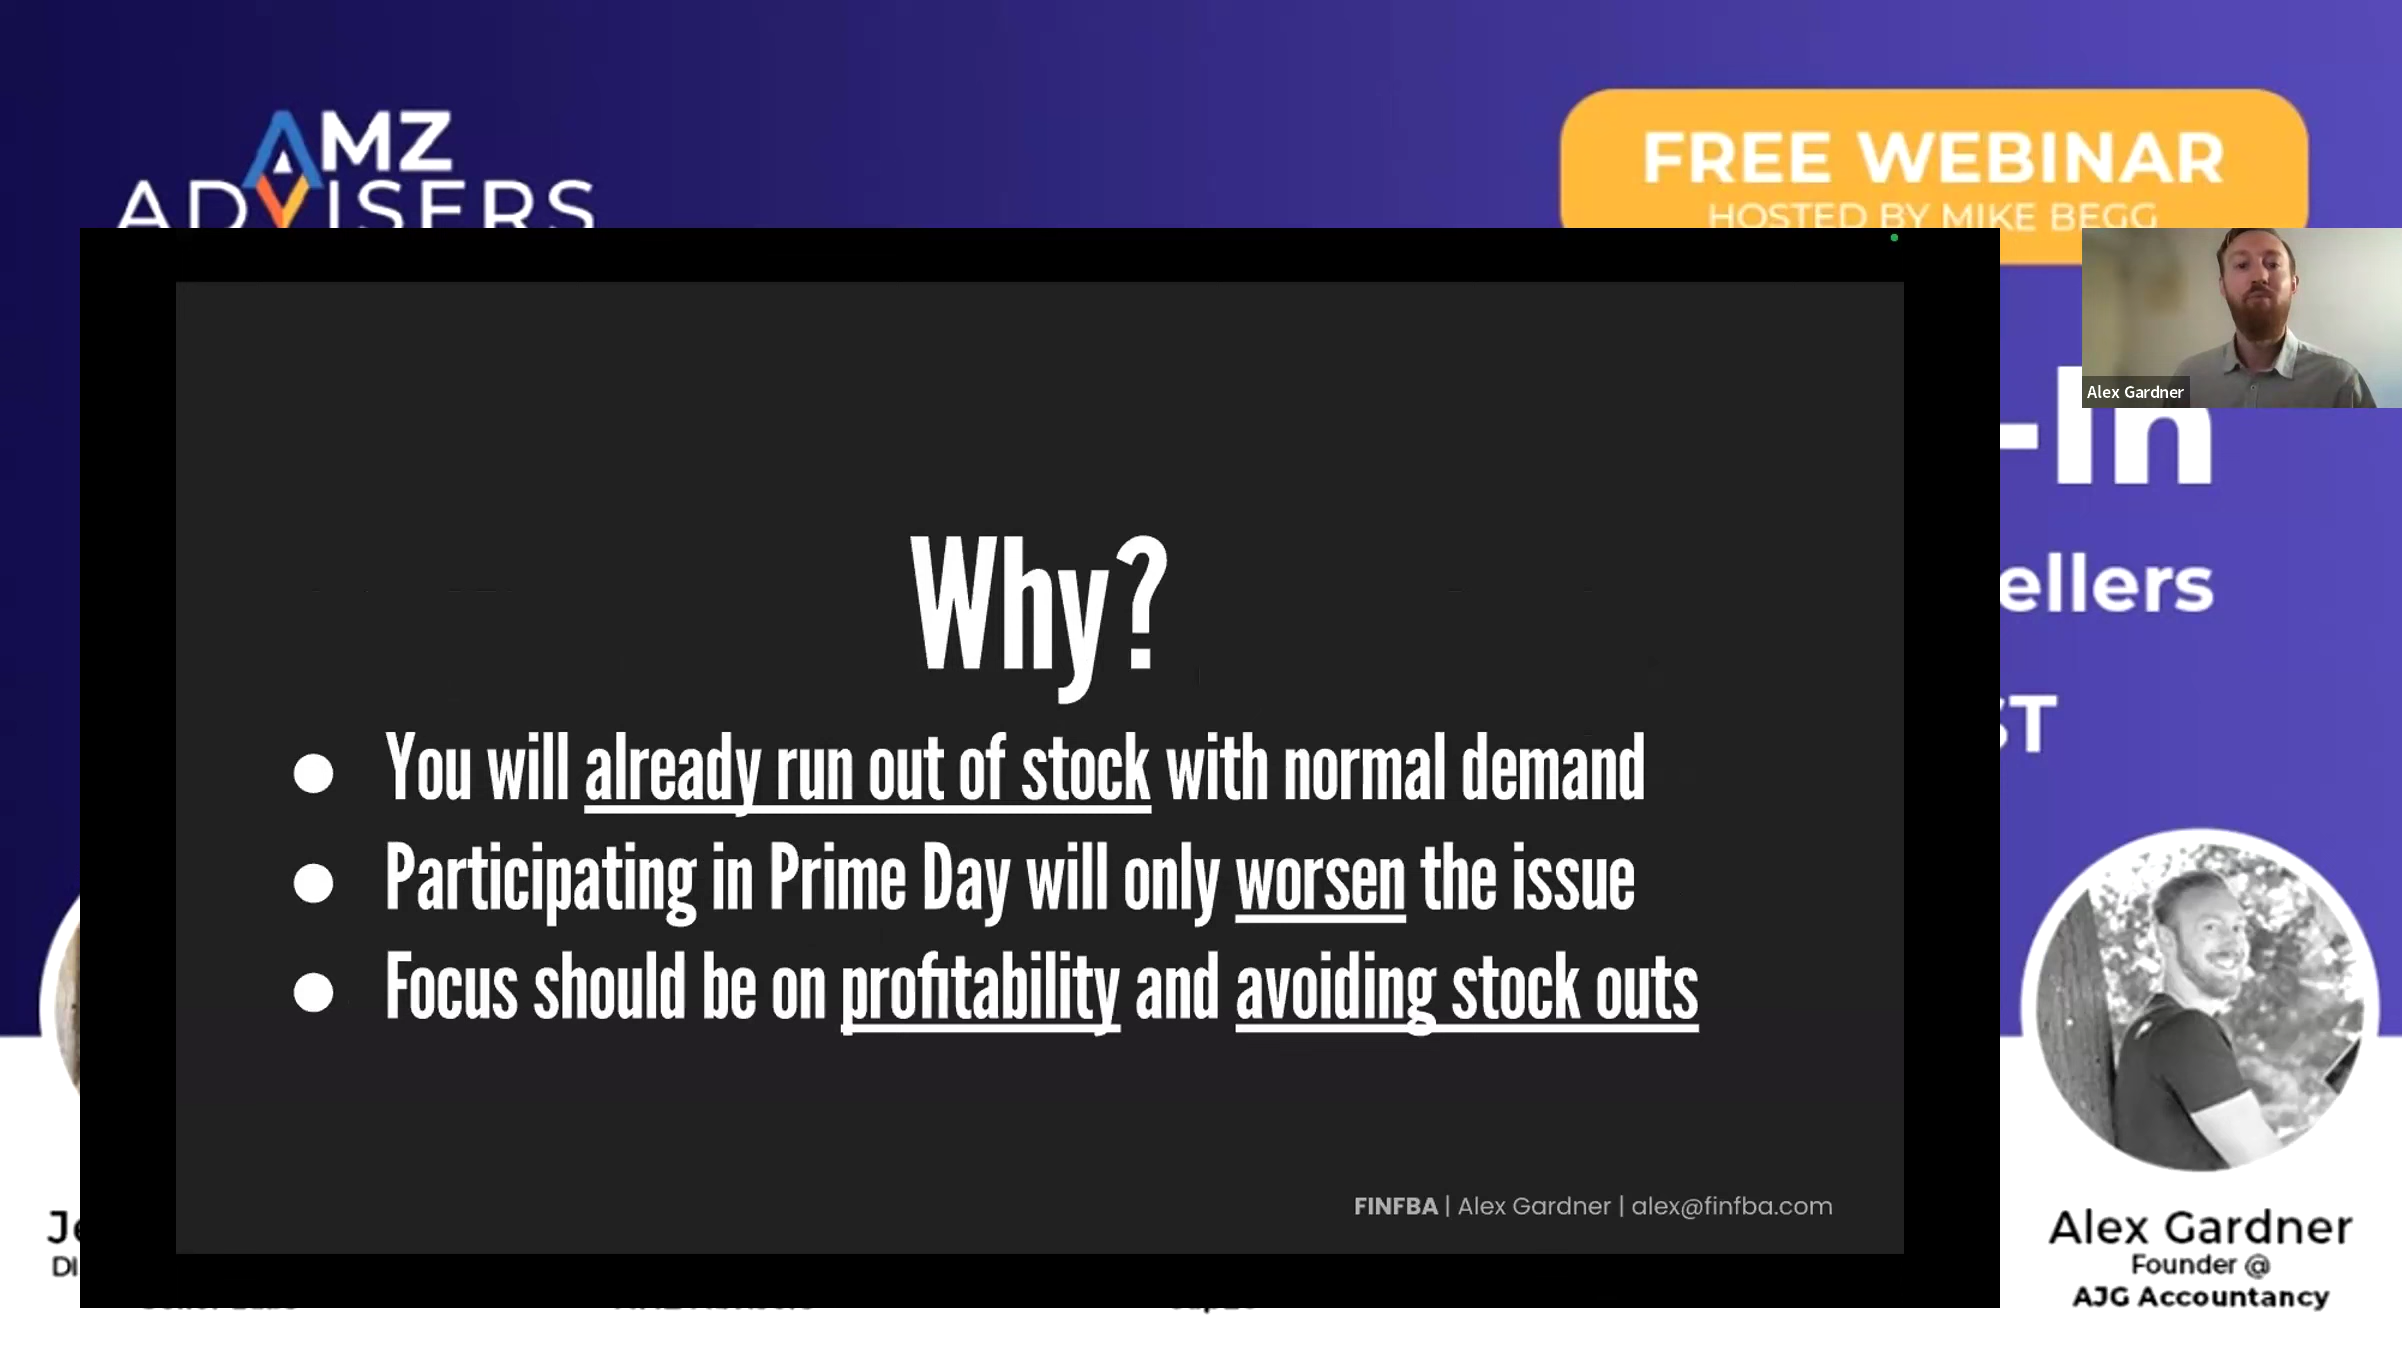 AMZ
ADVISERS
FREE WEBINAR
HOSTED BY MIKE BEGG
Alex Gardner
-In
ellers
ST
Why?
● You will already run out of stock with normal demand
● Participating in Prime Day will only worsen the issue
● Focus should be on profitability and avoiding stock outs
FINFBA | Alex Gardner | alex@finfba.com
Alex Gardner
Founder @
AJG Accountancy